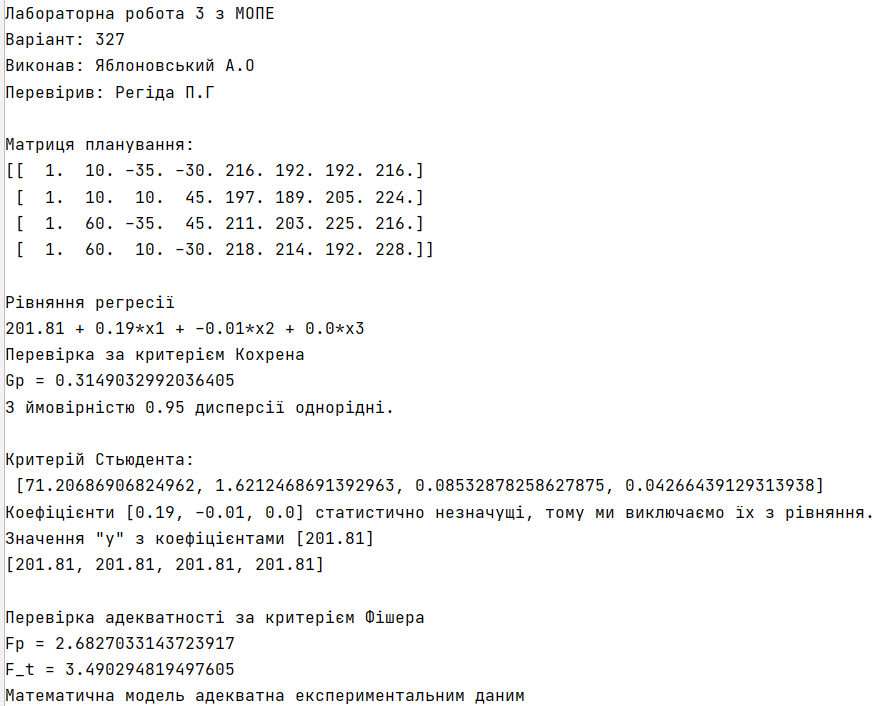 Лабораторна робота 3 з МОПЕ
Варіант: 327
Виконав: Яблоновський А.О
Перевірив: Регіда П.Г
Матриця планування:
[[  1.  10. -35. -30. 216. 192. 192. 216.]
 [  1.  10.  10.  45. 197. 189. 205. 224.]
 [  1.  60. -35.  45. 211. 203. 225. 216.]
 [  1.  60.  10. -30. 218. 214. 192. 228.]]
Рівняння регресії
201.81 + 0.19*x1 + -0.01*x2 + 0.0*x3
Перевірка за критерієм Кохрена
Gp = 0.3149032992036405
З ймовірністю 0.95 дисперсії однорідні.
Критерій Стьюдента:
 [71.20686906824962, 1.6212468691392963, 0.08532878258627875, 0.04266439129313938]
Коефіцієнти [0.19, -0.01, 0.0] статистично незначущі, тому ми виключаємо їх з рівняння.
Значення "y" з коефіцієнтами [201.81]
[201.81, 201.81, 201.81, 201.81]
Перевірка адекватності за критерієм Фішера
Fp = 2.6827033143723917
F_t = 3.490294819497605
Математична модель адекватна експериментальним даним